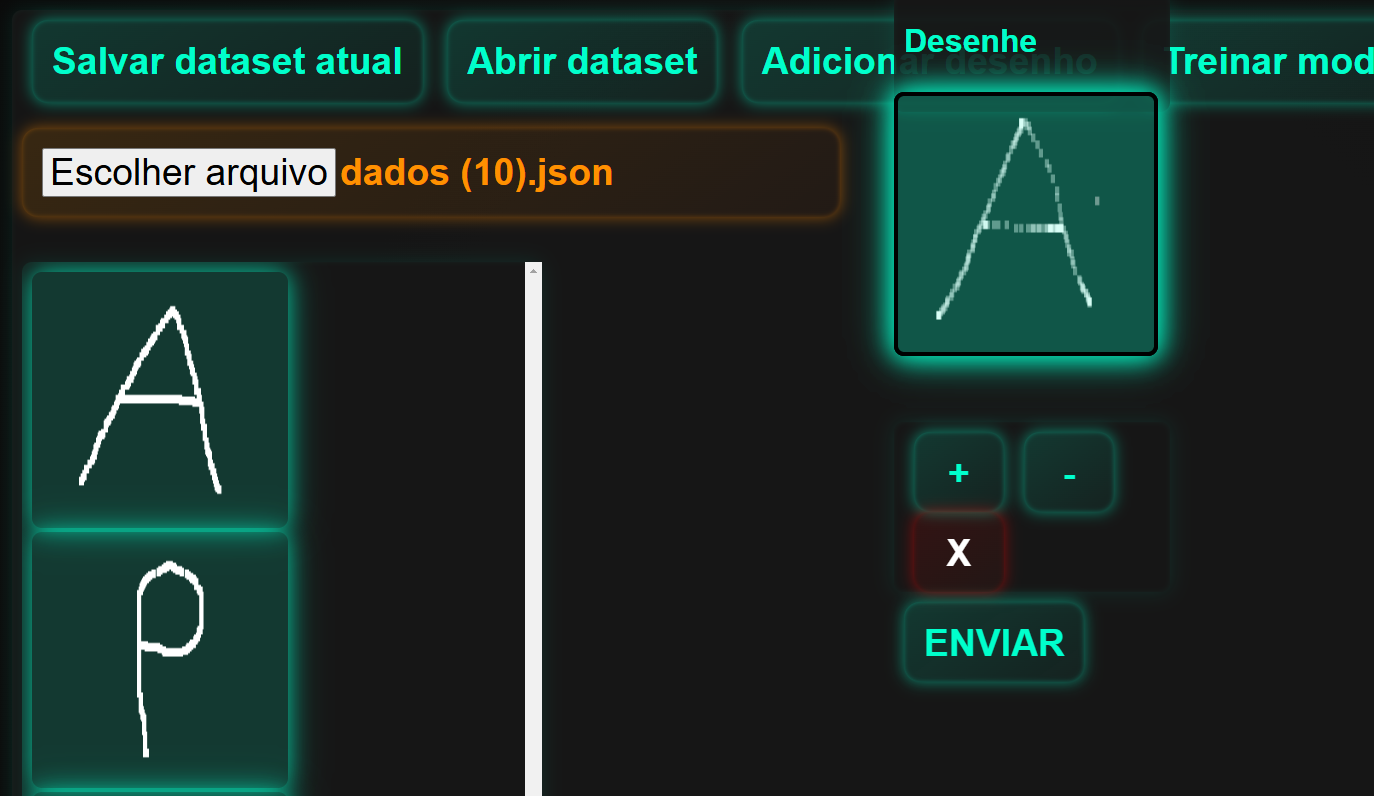 Salvar dataset atual
Abrir dataset
Adicionar desenho
Treinar mod
Desenhe
Escolher arquivo dados (10).json
A
A
P
+
-
X
ENVIAR